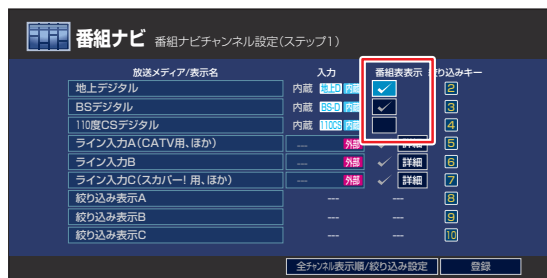 番組ナビ 番組ナビチャンネル設定(ステップ1)
放送メディア/表示名 入力 番組表表示 絞り込みキー
地上デジタル 内蔵 地上D 内蔵 2
BSデジタル 内蔵 BS-D 内蔵 3
110度CSデジタル 内蔵 110CS 内蔵 4
ライン入力A(CATV用、ほか) --- 外部 詳細 5
ライン入力B --- 外部 詳細 6
ライン入力C(スカパー! 用、ほか) --- 外部 詳細 7
絞り込み表示A --- --- 8
絞り込み表示B --- --- 9
絞り込み表示C --- --- 10
全チャンネル表示順/絞り込み設定 登録